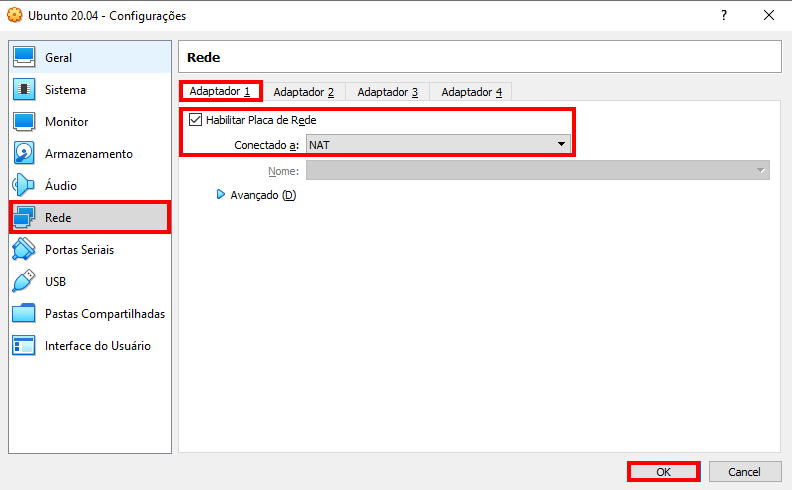 Ubunto 20.04 - Configurações
Geral
Sistema
Monitor
Armazenamento
Áudio
Rede
Portas Seriais
USB
Pastas Compartilhadas
Interface do Usuário
Rede
Adaptador 1 Adaptador 2 Adaptador 3 Adaptador 4
Habilitar Placa de Rede
Conectado a: NAT
Nome:
Avançado (D)
OK Cancel